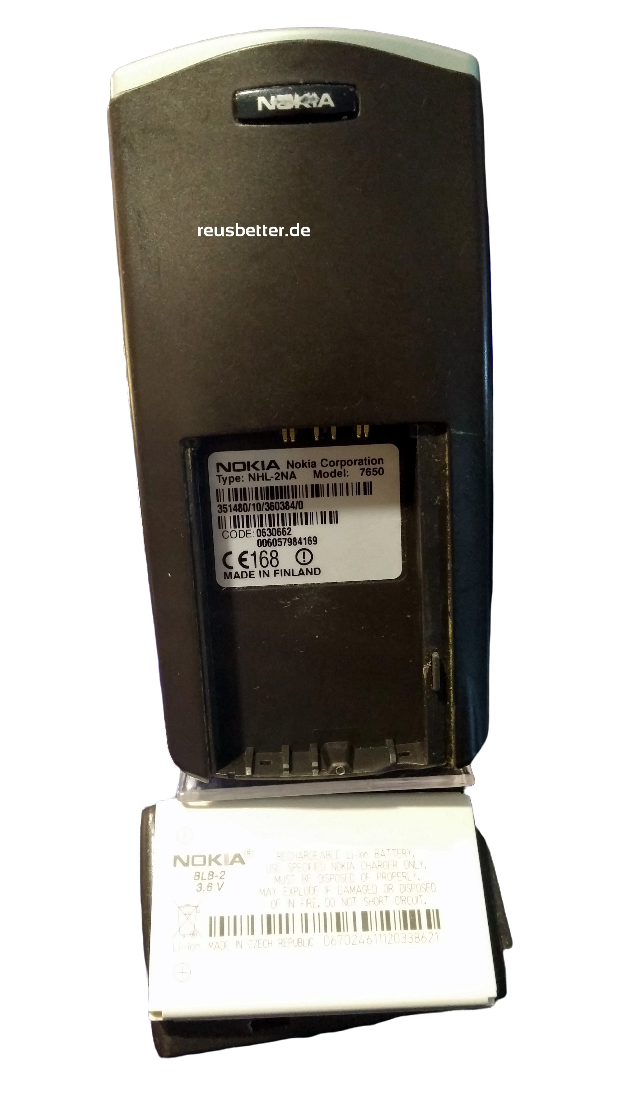 NOKIA
reusbetter.de
NOKIA Nokia Corporation
Type: NHL-2NA Model: 7650
351480/10/360384/0
CODE: 0630662
006057984169
CE168
MADE IN FINLAND
NOKIA
BLB-2
3.6 V
RECHARGEABLE Li-ion BATTERY.
USE SPECIFIED NOKIA CHARGER ONLY.
MUST BE DISPOSED OF PROPERLY.
MAY EXPLODE IF DAMAGED OR DISPOSED
OF IN FIRE. DO NOT SHORT CIRCUIT.
Li-ion MADE IN CZECH REPUBLIC 067024611120338621